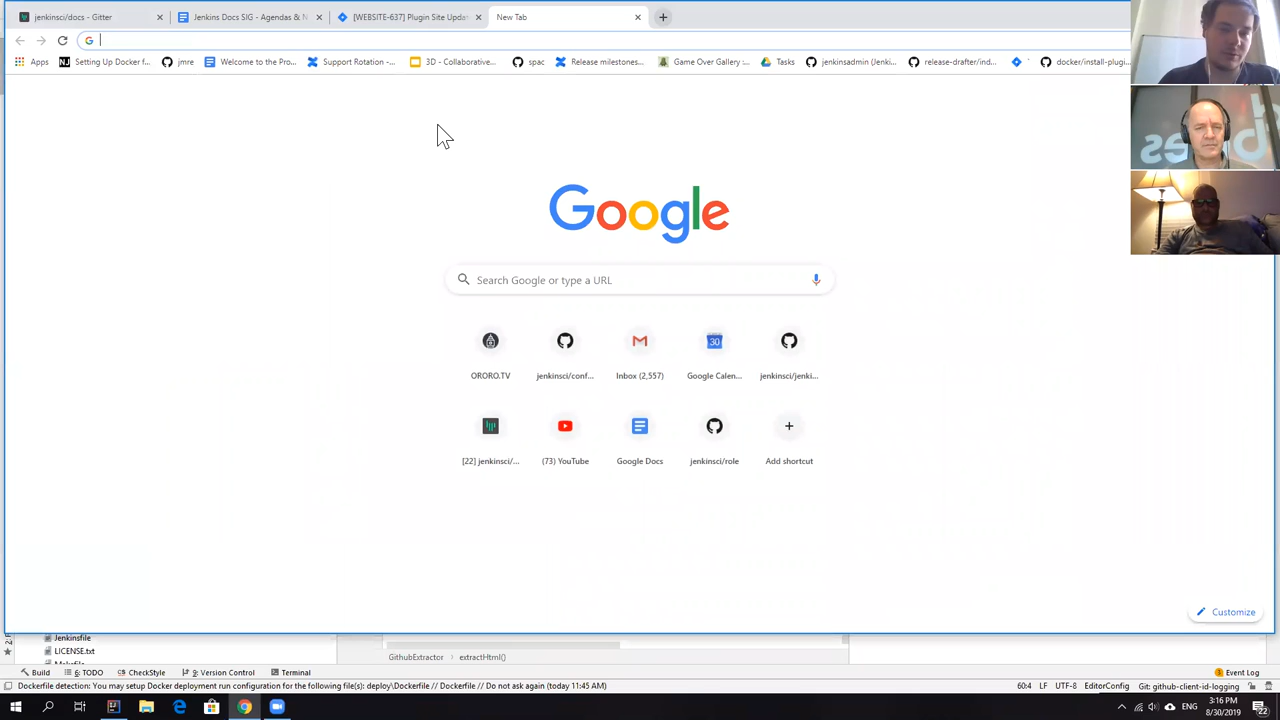 jenkinsci/docs - Gitter
Jenkins Docs SIG - Agendas & N
[WEBSITE-637] Plugin Site Upda
New Tab
Apps
Setting Up Docker f...
jmre
Welcome to the Pro...
Support Rotation -...
3D - Collaborative...
spac
Release milestones...
Game Over Gallery :...
Tasks
jenkinsadmin (Jenki...
release-drafter/ind...
docker/install-plugi...
Google
Search Google or type a URL
ORORO.TV
jenkinsci/conf...
Inbox (2,557)
30
Google Calen...
jenkinsci/jenki...
[22] jenkinsci/...
(73) YouTube
Google Docs
jenkinsci/role
Add shortcut
Customize
Jenkinsfile
LICENSE.txt
GithubExtractor
extractHtml()
Build
6: TODO
CheckStyle
9: Version Control
Terminal
Event Log
Dockerfile detection: You may setup Docker deployment run configuration for the following file(s): deploy\Dockerfile // Dockerfile // Do not ask again (today 11:45 AM)
60:4
LF
UTF-8
EditorConfig
Git: github-client-id-logging
ENG
3:16 PM
8/30/2019
22